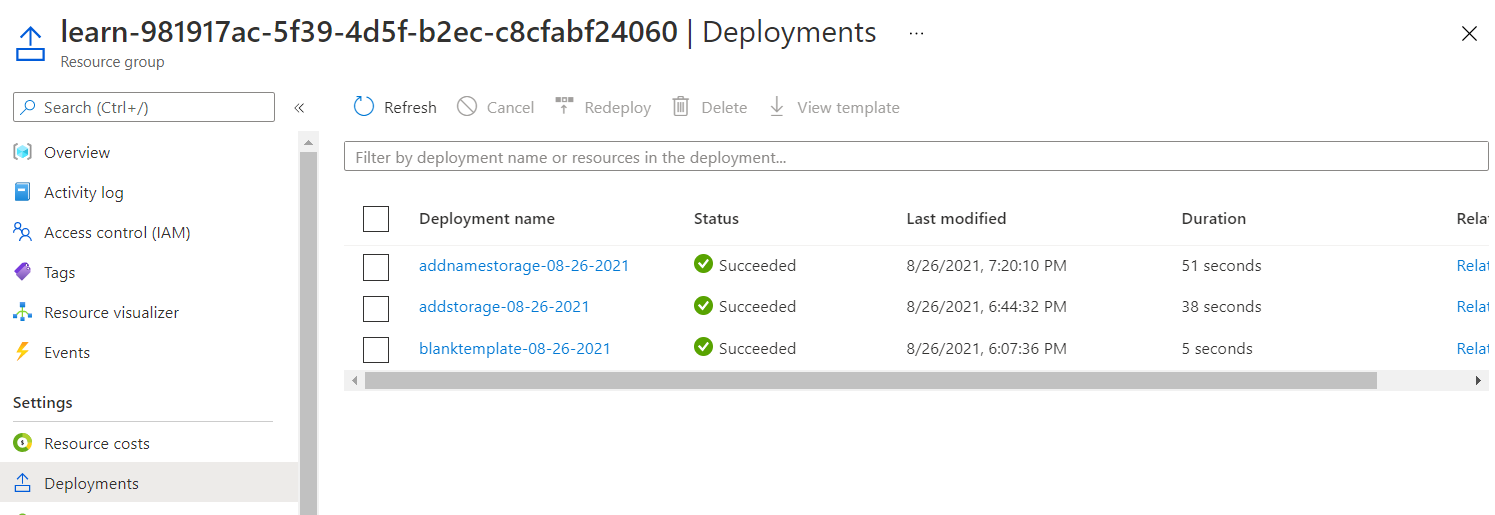 learn-981917ac-5f39-4d5f-b2ec-c8cfabf24060 | Deployments ...
Resource group
Search (Ctrl+/)
«
Refresh Cancel Redeploy Delete View template
Overview
Activity log
Access control (IAM)
Tags
Resource visualizer
Events
Settings
Resource costs
Deployments
Filter by deployment name or resources in the deployment...
Deployment name Status Last modified Duration Relat
addnamestorage-08-26-2021 Succeeded 8/26/2021, 7:20:10 PM 51 seconds Relat
addstorage-08-26-2021 Succeeded 8/26/2021, 6:44:32 PM 38 seconds Relat
blanktemplate-08-26-2021 Succeeded 8/26/2021, 6:07:36 PM 5 seconds Relat